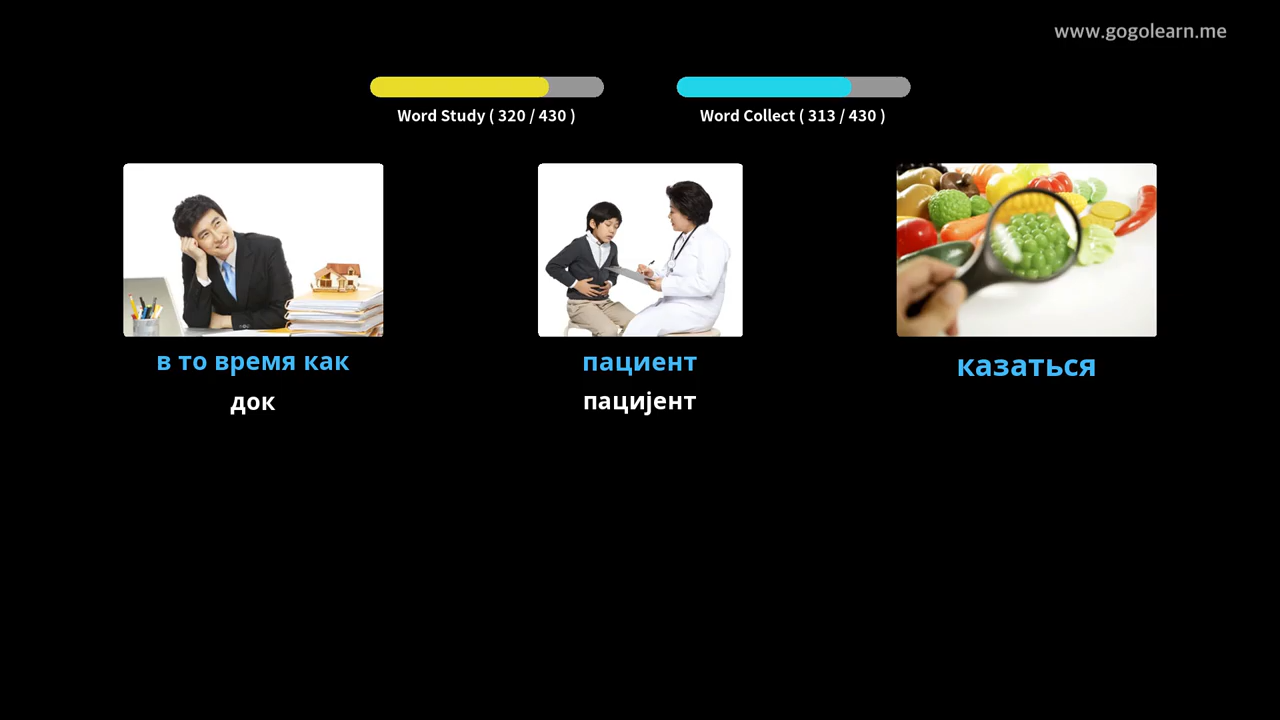 www.gogolearn.me
Word Study ( 320 / 430 )
Word Collect ( 313 / 430 )
в то время как
док
пациент
пацијент
казаться